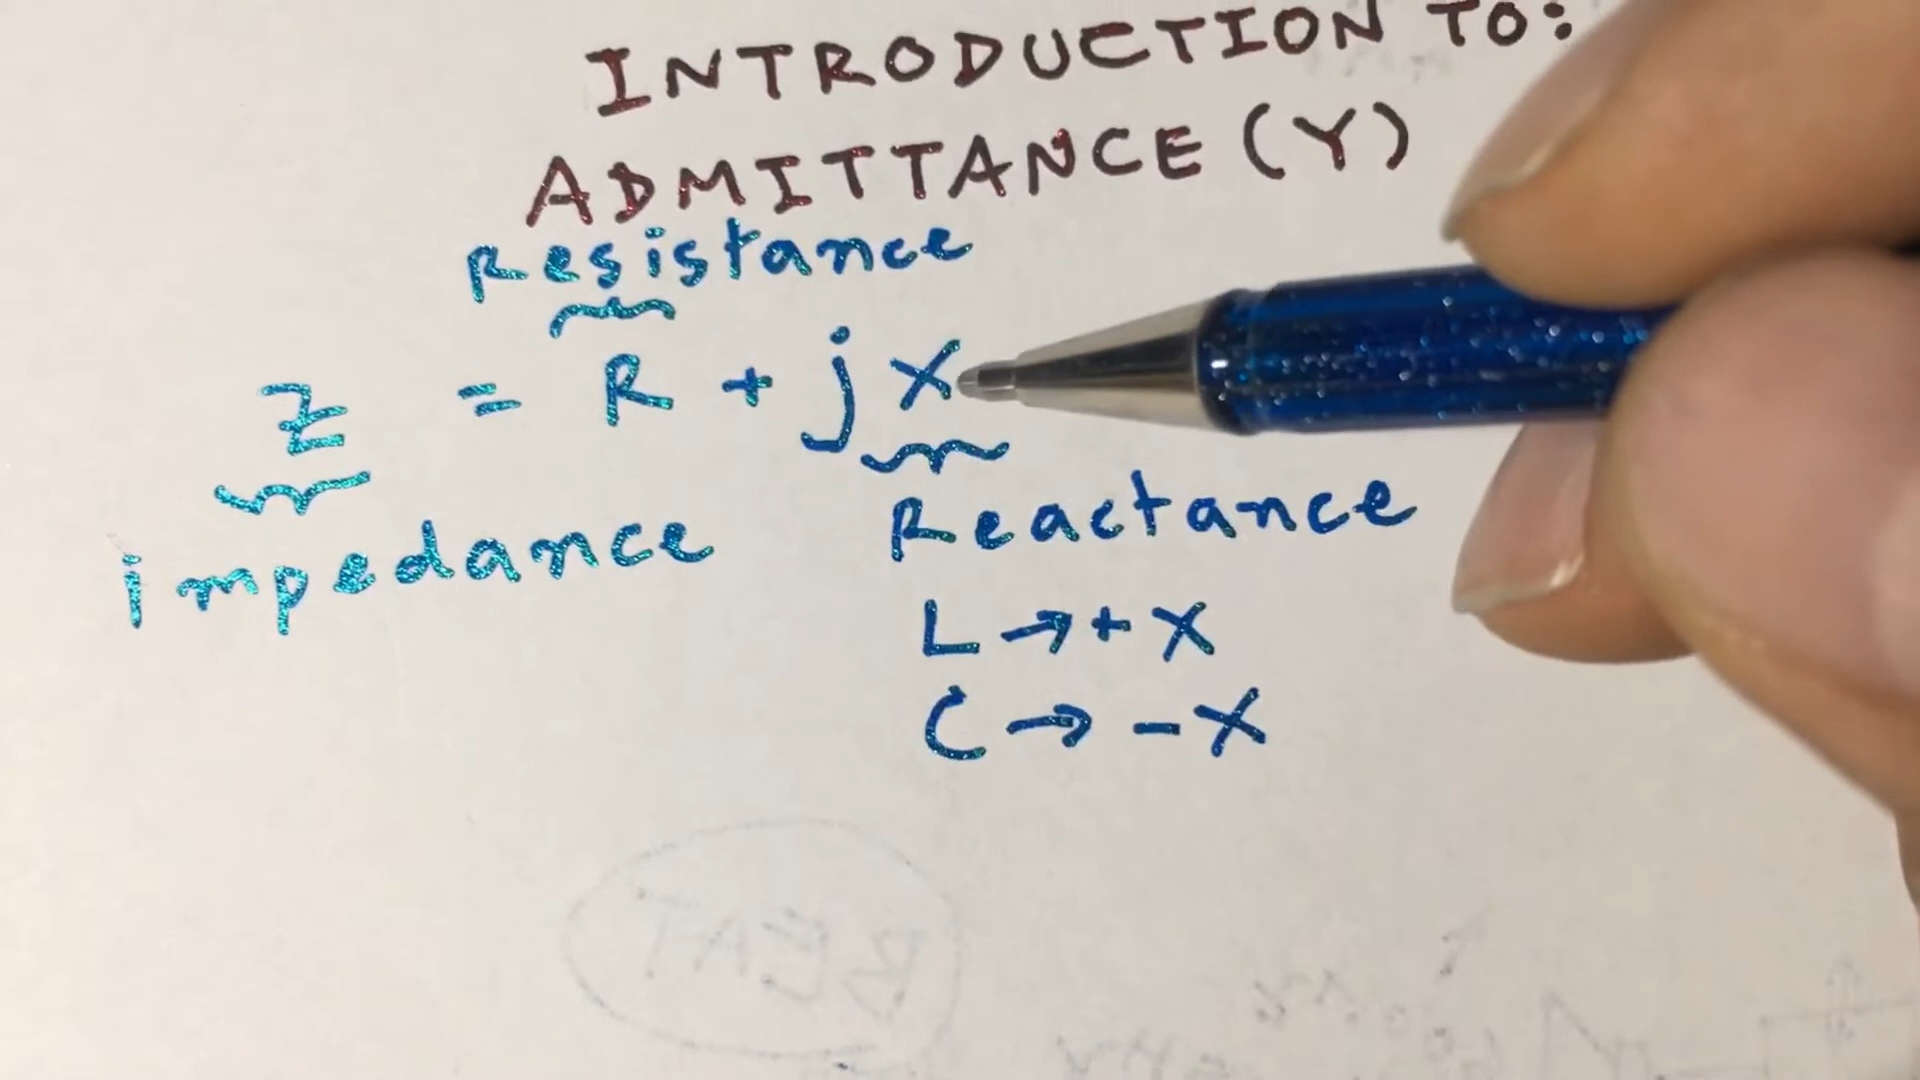 INTRODUCTION TO:
ADMITTANCE (Y)
Resistance
Z = R + jX
impedance
Reactance
L → + X
C → - X